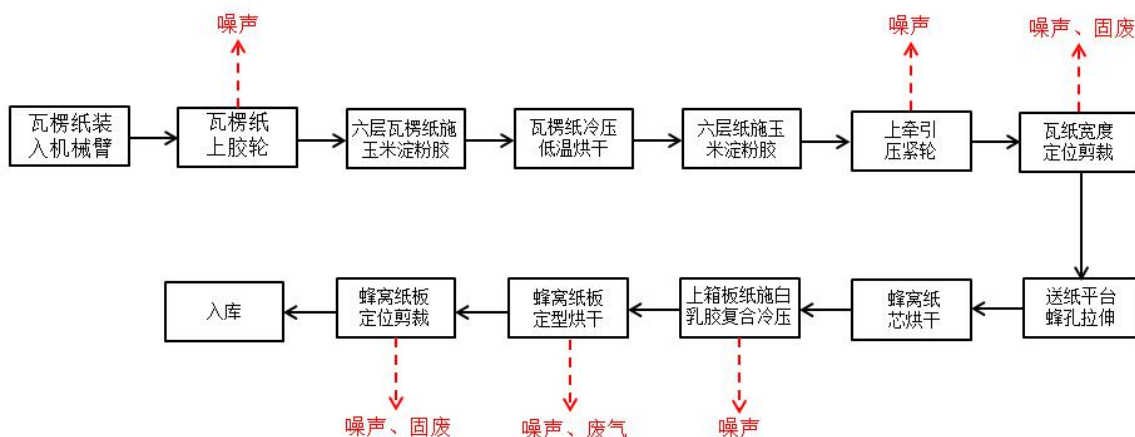 噪声
噪声
噪声、固废
瓦楞纸装
入机械臂
瓦楞纸
上胶轮
六层瓦楞纸施
玉米淀粉胶
瓦楞纸冷压
低温烘干
六层纸施玉
米淀粉胶
上牵引
压紧轮
瓦纸宽度
定位剪裁
入库
蜂窝纸板
定位剪裁
蜂窝纸板
定型烘干
上箱板纸施白
乳胶复合冷压
蜂窝纸
芯烘干
送纸平台
蜂孔拉伸
噪声、固废
噪声、废气
噪声